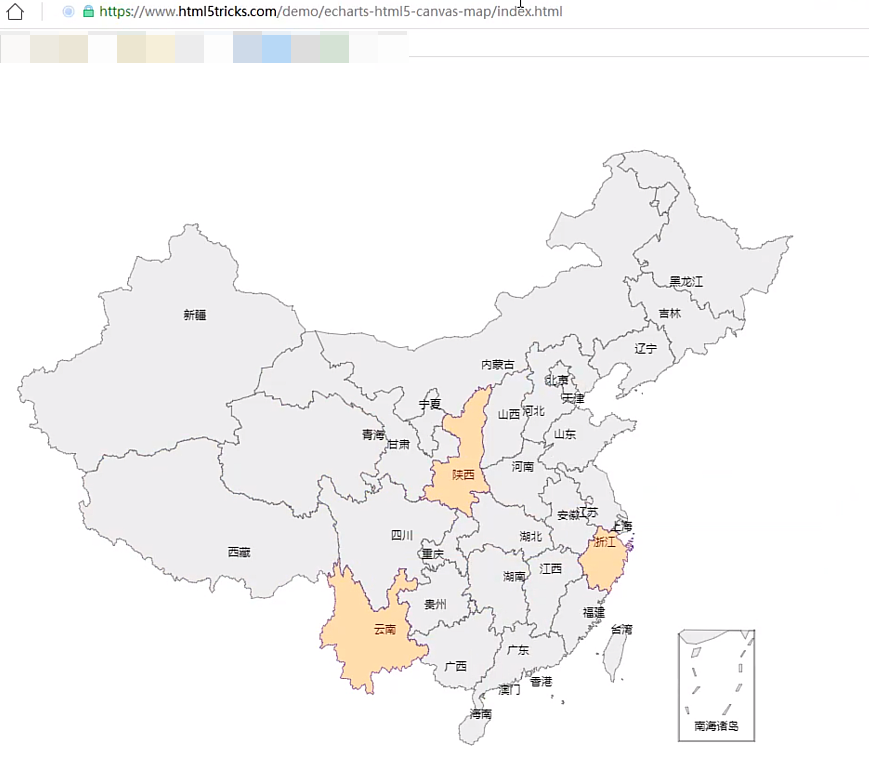 https://www.html5tricks.com/demo/echarts-html5-canvas-map/index.html
黑龙江
吉林
新疆
辽宁
内蒙古
北京
天津
宁夏
山西
河北
青海
甘肃
山东
陕西
河南
安徽
江苏
上海
四川
湖北
浙江
西藏
重庆
江西
湖南
贵州
福建
云南
台湾
广东
广西
香港
澳门
海南
南海诸岛